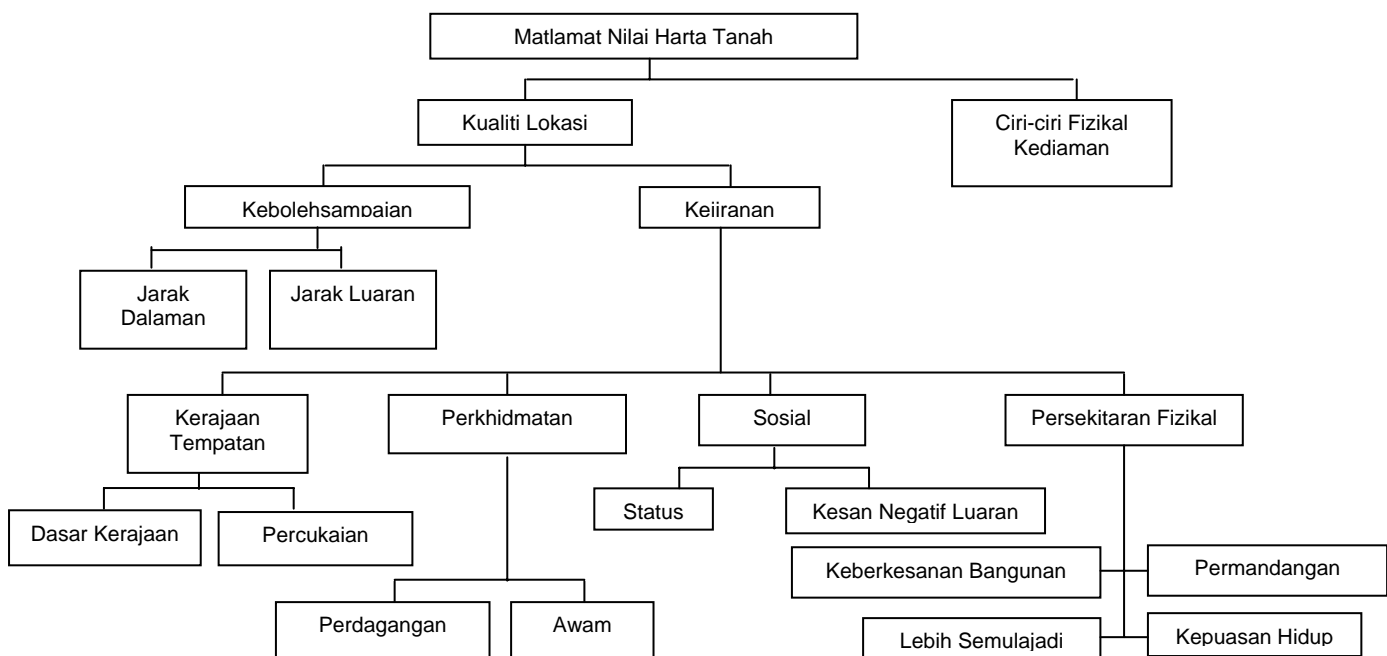 Matlamat Nilai Harta Tanah
Kualiti Lokasi
Ciri-ciri Fizikal
Kediaman
Kebolehsampaian
Kejiranan
Jarak
Dalaman
Jarak Luaran
Kerajaan
Tempatan
Perkhidmatan
Sosial
Persekitaran Fizikal
Dasar Kerajaan
Percukaian
Status
Kesan Negatif Luaran
Keberkesanan Bangunan
Permandangan
Perdagangan
Awam
Lebih Semulajadi
Kepuasan Hidup